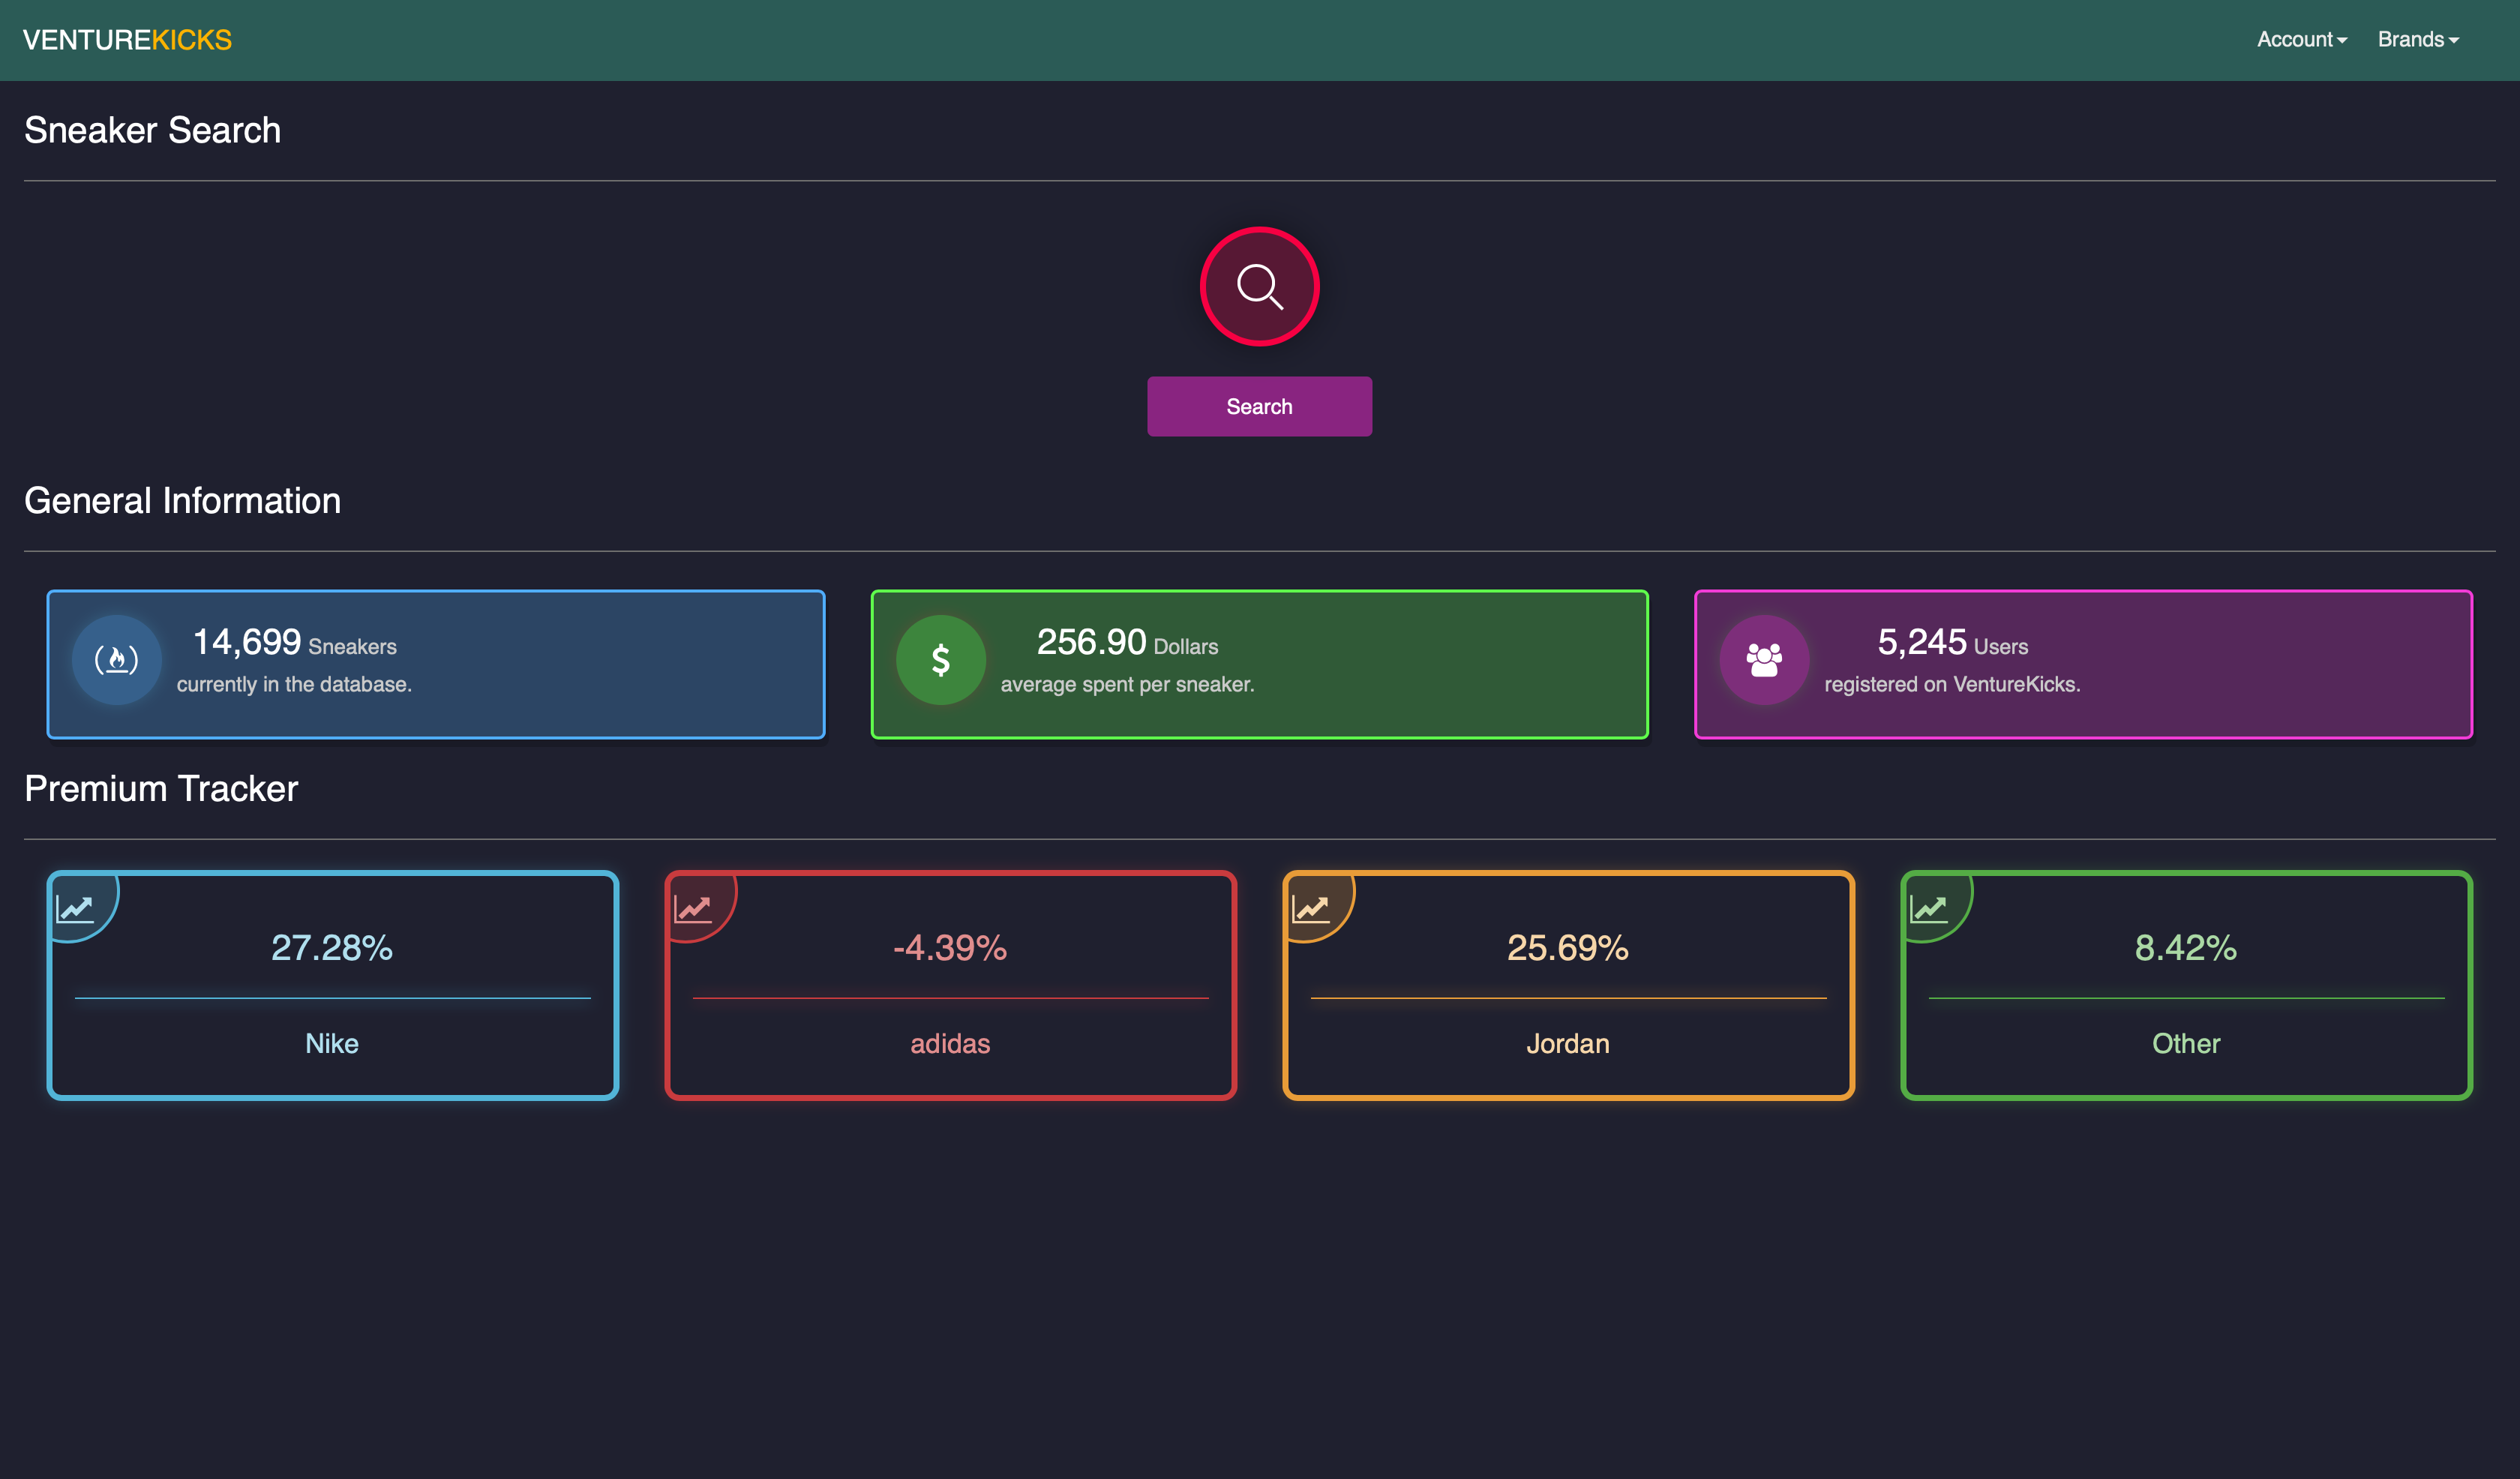 VENTUREKICKS
Account
Brands
Sneaker Search
Search
General Information
14,699 Sneakers
currently in the database.
$
256.90 Dollars
average spent per sneaker.
5,245 Users
registered on VentureKicks.
Premium Tracker
27.28%
Nike
-4.39%
adidas
25.69%
Jordan
8.42%
Other